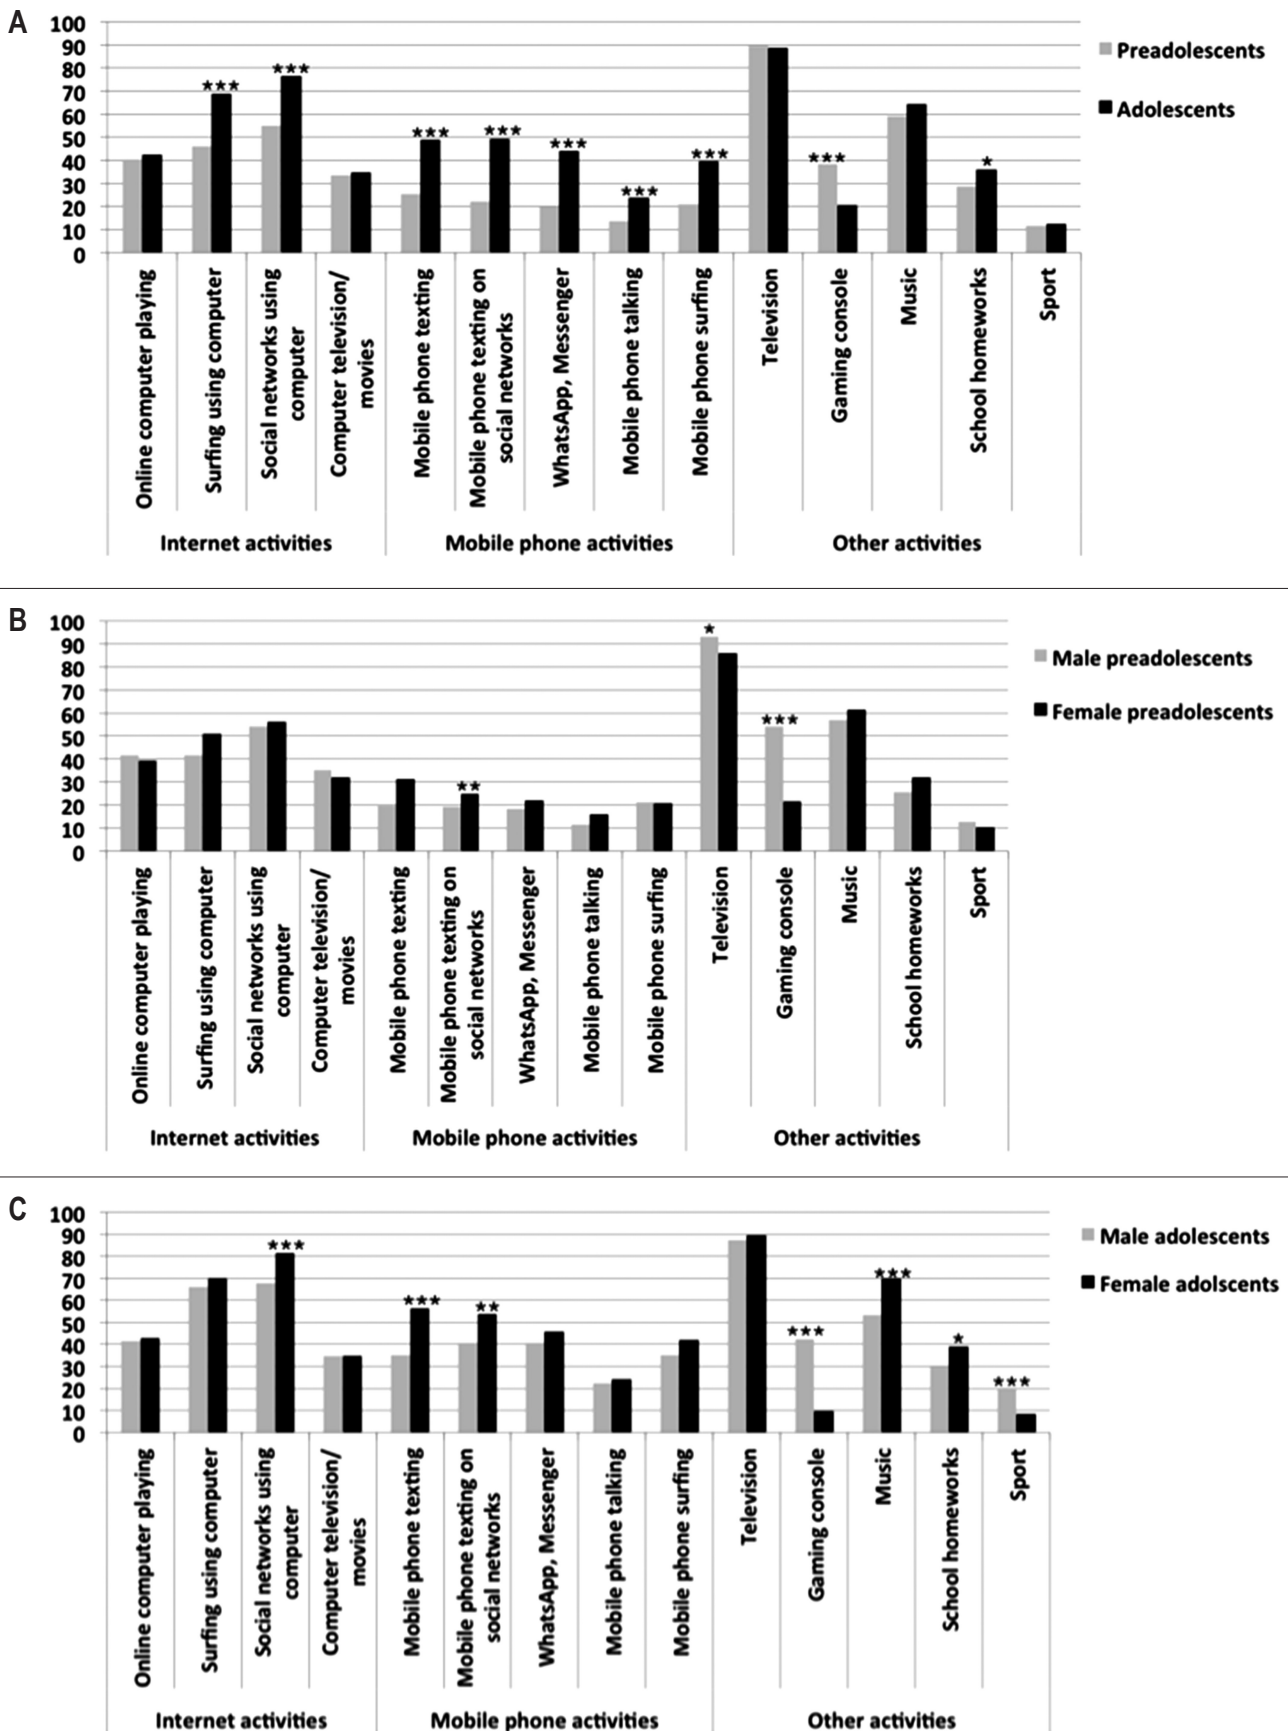 A
100
90
80
70
60
50
40
30
20
10
0
***
***
***
***
***
***
***
***
*
Preadolescents
Adolescents
Online computer playing
Surfing using computer
Social networks using
computer
Computer television/
movies
Mobile phone texting
Mobile phone texting on
social networks
WhatsApp, Messenger
Mobile phone talking
Mobile phone surfing
Television
Gaming console
Music
School homeworks
Sport
Internet activities
Mobile phone activities
Other activities
B
100
90
80
70
60
50
40
30
20
10
0
**
*
***
Male preadolescents
Female preadolescents
Online computer playing
Surfing using computer
Social networks using
computer
Computer television/
movies
Mobile phone texting
Mobile phone texting on
social networks
WhatsApp, Messenger
Mobile phone talking
Mobile phone surfing
Television
Gaming console
Music
School homeworks
Sport
Internet activities
Mobile phone activities
Other activities
C
100
90
80
70
60
50
40
30
20
10
0
***
***
**
***
***
*
***
Male adolescents
Female adolscents
Online computer playing
Surfing using computer
Social networks using
computer
Computer television/
movies
Mobile phone texting
Mobile phone texting on
social networks
WhatsApp, Messenger
Mobile phone talking
Mobile phone surfing
Television
Gaming console
Music
School homeworks
Sport
Internet activities
Mobile phone activities
Other activities